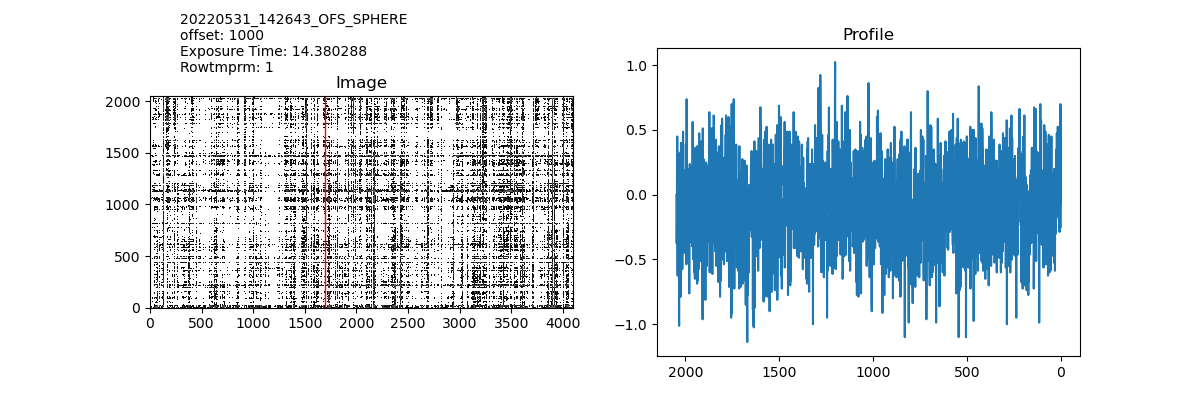 20220531_142643_OFS_SPHERE
offset: 1000
Exposure Time: 14.380288
Rowtmprm: 1
Image
2000
1500
1000
500
0
0 500 1000 1500 2000 2500 3000 3500 4000
Profile
1.0
0.5
0.0
−0.5
−1.0
2000 1500 1000 500 0